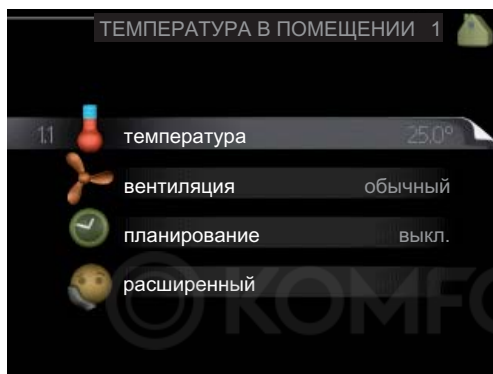 ТЕМПЕРАТУРА В ПОМЕЩЕНИИ 1
1.1 температура 25.0°
вентиляция обычный
планирование выкл.
расширенный